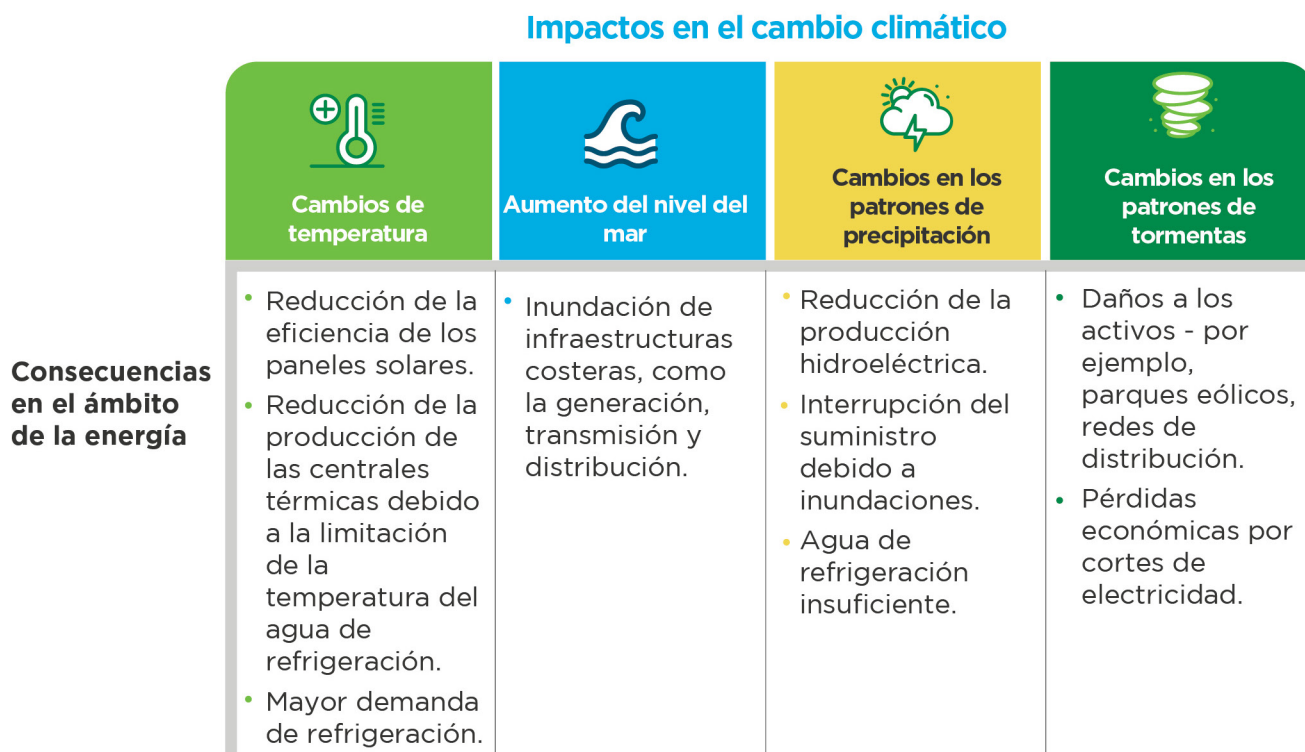 Impactos en el cambio climático
Cambios de
temperatura
Aumento del nivel del
mar
Cambios en los
patrones de
precipitación
Cambios en los
patrones de
tormentas
Consecuencias
en el ámbito
de la energía
• Reducción de la
eficiencia de los
paneles solares.
• Reducción de la
producción de
las centrales
térmicas debido
a la limitación
de la
temperatura del
agua de
refrigeración.
• Mayor demanda
de refrigeración.
• Inundación de
infraestructuras
costeras, como
la generación,
transmisión y
distribución.
• Reducción de la
producción
hidroeléctrica.
• Interrupción del
suministro
debido a
inundaciones.
• Agua de
refrigeración
insuficiente.
• Daños a los
activos - por
ejemplo,
parques eólicos,
redes de
distribución.
• Pérdidas
económicas por
cortes de
electricidad.